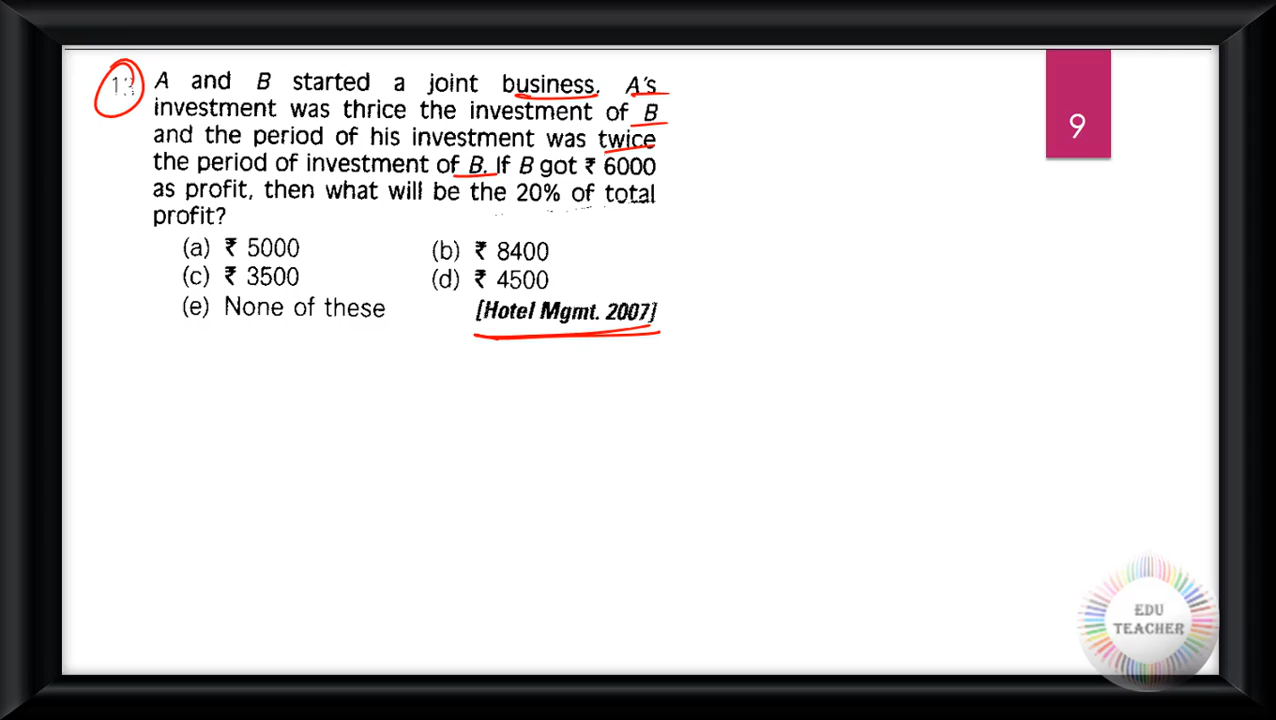 13 A and B started a joint business. A's
investment was thrice the investment of B
and the period of his investment was twice
the period of investment of B. If B got ₹ 6000
as profit, then what will be the 20% of total
profit?
(a) ₹ 5000 (b) ₹ 8400
(c) ₹ 3500 (d) ₹ 4500
(e) None of these [Hotel Mgmt. 2007]
9
EDU
TEACHER